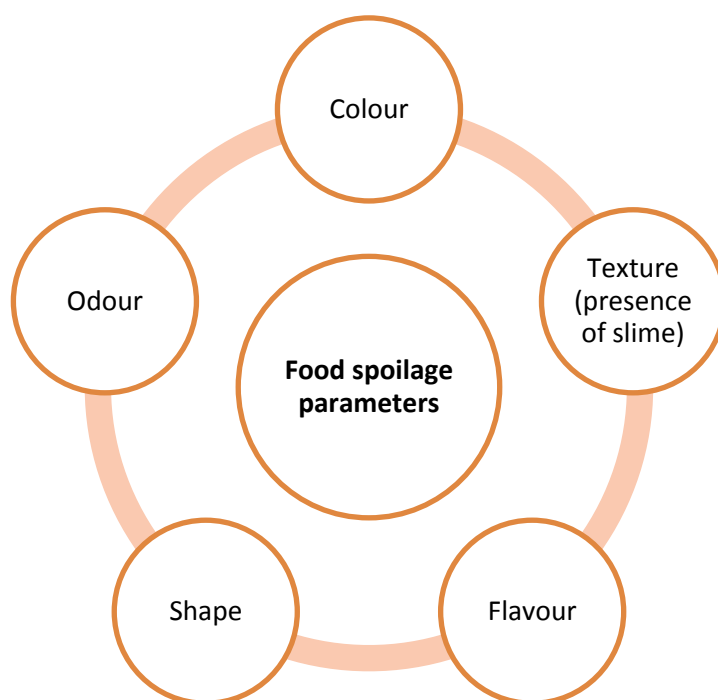 Colour
Texture
(presence
of slime)
Odour
Food spoilage
parameters
Shape
Flavour